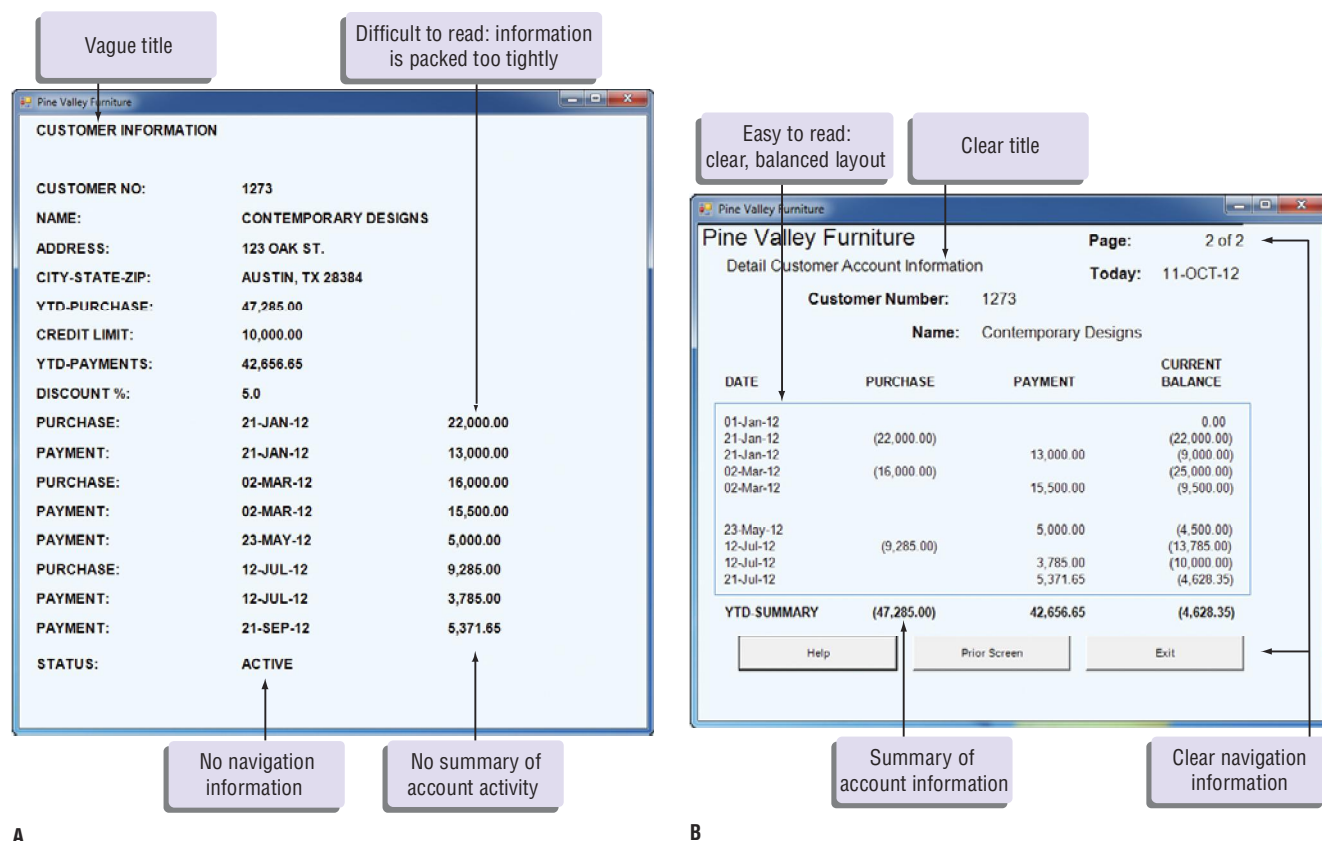 Vague title
Difficult to read: information
is packed too tightly
Pine Valley Furniture
CUSTOMER INFORMATION
CUSTOMER NO: 1273
NAME: CONTEMPORARY DESIGNS
ADDRESS: 123 OAK ST.
CITY-STATE-ZIP: AUSTIN, TX 28384
YTD-PURCHASE: 47,285.00
CREDIT LIMIT: 10,000.00
YTD-PAYMENTS: 42,656.65
DISCOUNT %: 5.0
PURCHASE: 21-JAN-12 22,000.00
PAYMENT: 21-JAN-12 13,000.00
PURCHASE: 02-MAR-12 16,000.00
PAYMENT: 02-MAR-12 15,500.00
PAYMENT: 23-MAY-12 5,000.00
PURCHASE: 12-JUL-12 9,285.00
PAYMENT: 12-JUL-12 3,785.00
PAYMENT: 21-SEP-12 5,371.65
STATUS: ACTIVE
No navigation
information
No summary of
account activity
A
Easy to read:
clear, balanced layout
Clear title
Pine Valley Furniture
Pine Valley Furniture Page: 2 of 2
Detail Customer Account Information Today: 11-OCT-12
Customer Number: 1273
Name: Contemporary Designs
DATE PURCHASE PAYMENT CURRENT
BALANCE
01-Jan-12 0.00
21-Jan-12 (22,000.00) (22,000.00)
21-Jan-12 13,000.00 (9,000.00)
02-Mar-12 (16,000.00) (25,000.00)
02-Mar-12 15,500.00 (9,500.00)
23-May-12 5,000.00 (4,500.00)
12-Jul-12 (9,285.00) (13,785.00)
12-Jul-12 3,785.00 (10,000.00)
21-Jul-12 5,371.65 (4,628.35)
YTD-SUMMARY (47,285.00) 42,656.65 (4,628.35)
Help Prior Screen Exit
Summary of
account information
Clear navigation
information
B